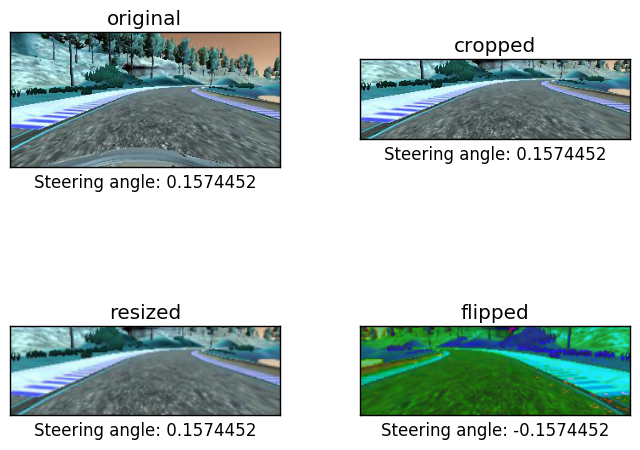 original
Steering angle: 0.1574452
cropped
Steering angle: 0.1574452
resized
Steering angle: 0.1574452
flipped
Steering angle: -0.1574452